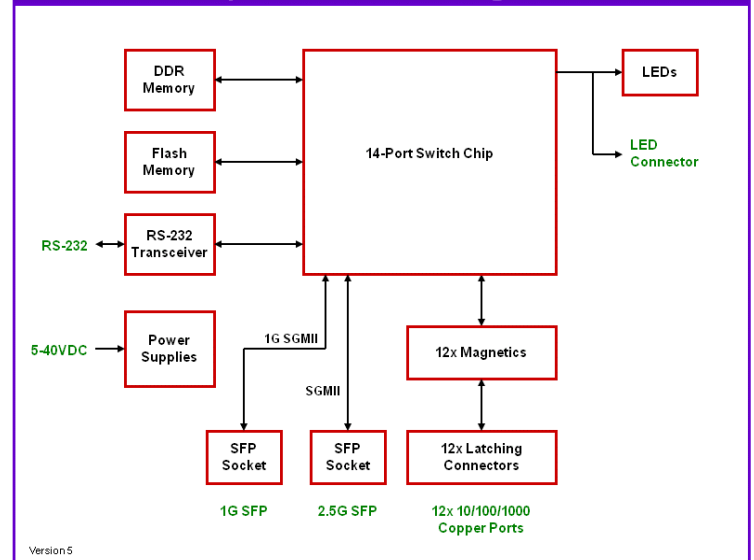 DDR
Memory
LEDs
Flash
Memory
14-Port Switch Chip
LED
Connector
RS-232
RS-232
Transceiver
5-40VDC
Power
Supplies
1G SGMII
12x Magnetics
SGMII
SFP
Socket
SFP
Socket
12x Latching
Connectors
1G SFP
2.5G SFP
12x 10/100/1000
Copper Ports
Version 5